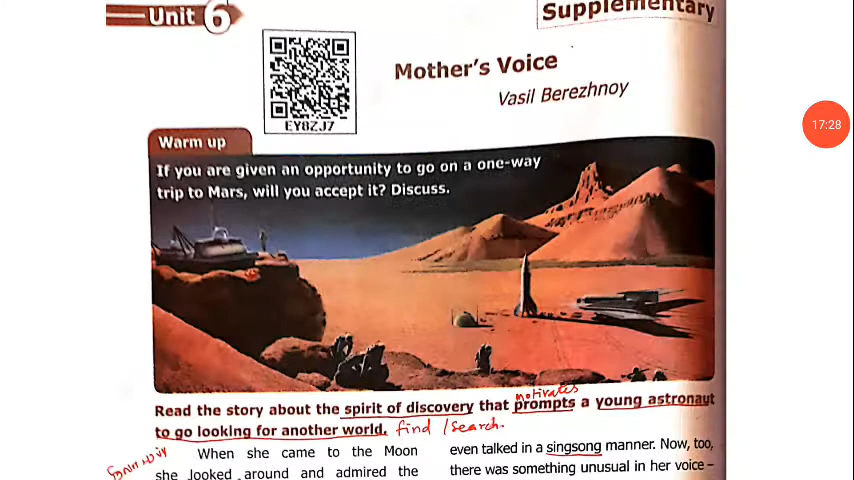 Unit 6
Supplementary
Mother's Voice
Vasil Berezhnoy
EY8ZJ7
17:28
Warm up
If you are given an opportunity to go on a one-way
trip to Mars, will you accept it? Discuss.
motivates
Read the story about the spirit of discovery that prompts a young astronaut
to go looking for another world. find / search.
When she came to the Moon
she looked around and admired the
even talked in a singsong manner. Now, too,
there was something unusual in her voice –